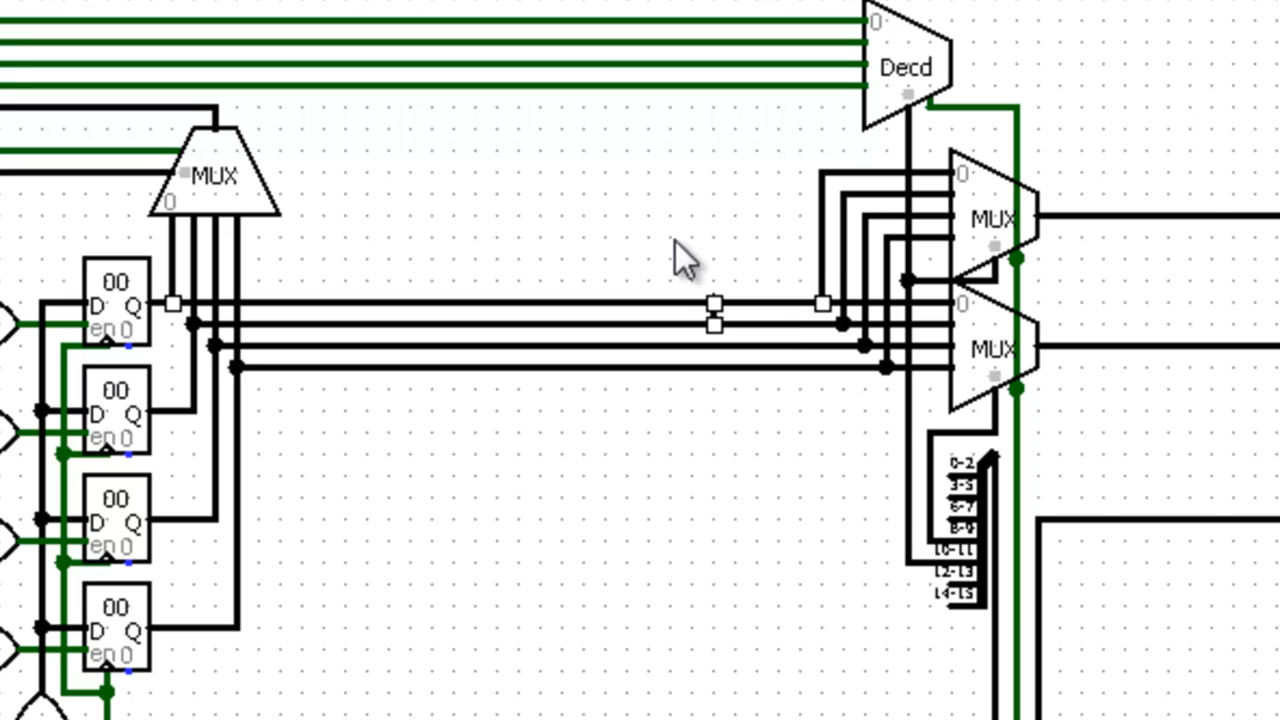 0
Decd
MUX
0
0
MUX
00
D Q
en 0
0
MUX
00
D Q
en 0
0-2
3-5
6-7
8-9
10-11
12-13
14-15
00
D Q
en 0
00
D Q
en 0